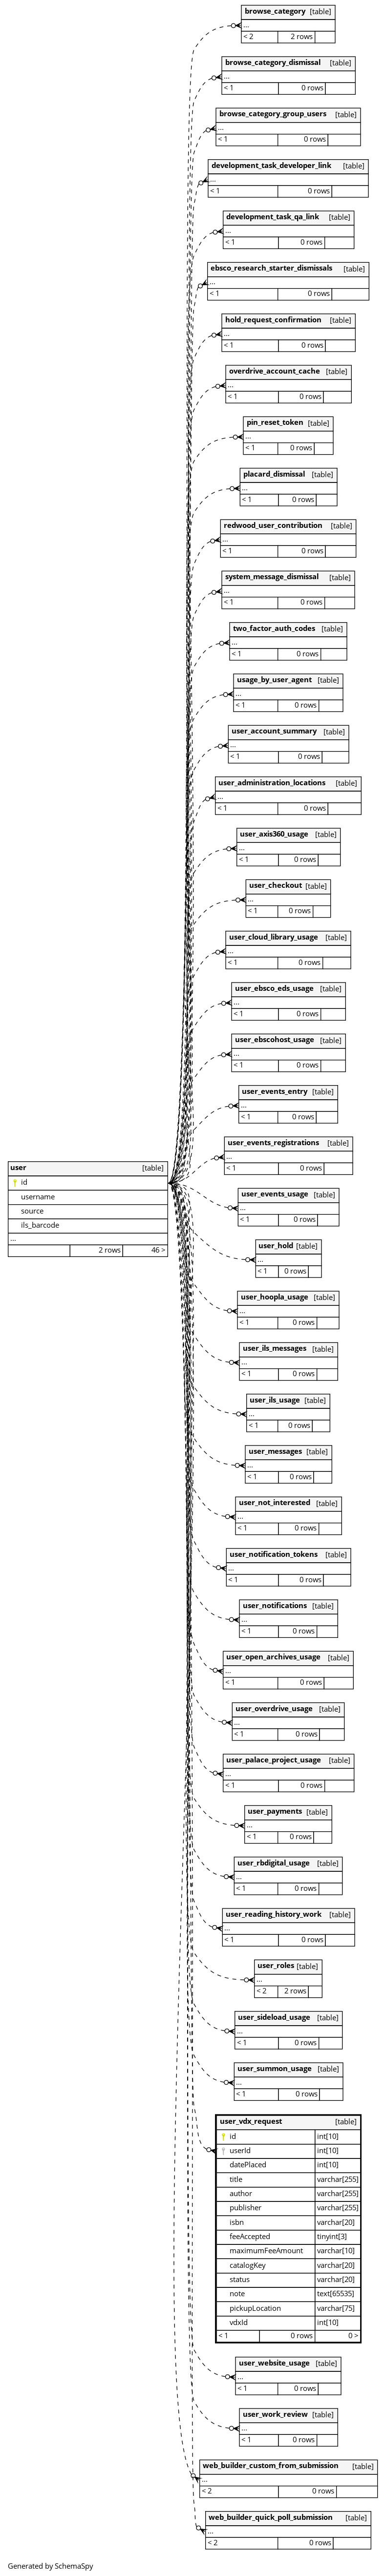 browse_category [table]
...
< 2 2 rows
browse_category_dismissal [table]
...
< 1 0 rows
browse_category_group_users [table]
...
< 1 0 rows
development_task_developer_link [table]
...
< 1 0 rows
development_task_qa_link [table]
...
< 1 0 rows
ebsco_research_starter_dismissals [table]
...
< 1 0 rows
hold_request_confirmation [table]
...
< 1 0 rows
overdrive_account_cache [table]
...
< 1 0 rows
pin_reset_token [table]
...
< 1 0 rows
placard_dismissal [table]
...
< 1 0 rows
redwood_user_contribution [table]
...
< 1 0 rows
system_message_dismissal [table]
...
< 1 0 rows
two_factor_auth_codes [table]
...
< 1 0 rows
usage_by_user_agent [table]
...
< 1 0 rows
user_account_summary [table]
...
< 1 0 rows
user_administration_locations [table]
...
< 1 0 rows
user_axis360_usage [table]
...
< 1 0 rows
user_checkout [table]
...
< 1 0 rows
user_cloud_library_usage [table]
...
< 1 0 rows
user_ebsco_eds_usage [table]
...
< 1 0 rows
user_ebscohost_usage [table]
...
< 1 0 rows
user_events_entry [table]
...
< 1 0 rows
user_events_registrations [table]
...
< 1 0 rows
user [table]
id
username
source
ils_barcode
...
2 rows 46 >
user_events_usage [table]
...
< 1 0 rows
user_hold [table]
...
< 1 0 rows
user_hoopla_usage [table]
...
< 1 0 rows
user_ils_messages [table]
...
< 1 0 rows
user_ils_usage [table]
...
< 1 0 rows
user_messages [table]
...
< 1 0 rows
user_not_interested [table]
...
< 1 0 rows
user_notification_tokens [table]
...
< 1 0 rows
user_notifications [table]
...
< 1 0 rows
user_open_archives_usage [table]
...
< 1 0 rows
user_overdrive_usage [table]
...
< 1 0 rows
user_palace_project_usage [table]
...
< 1 0 rows
user_payments [table]
...
< 1 0 rows
user_rbdigital_usage [table]
...
< 1 0 rows
user_reading_history_work [table]
...
< 1 0 rows
user_roles [table]
...
< 2 2 rows
user_sideload_usage [table]
...
< 1 0 rows
user_summon_usage [table]
...
< 1 0 rows
user_vdx_request [table]
id int[10]
userId int[10]
datePlaced int[10]
title varchar[255]
author varchar[255]
publisher varchar[255]
isbn varchar[20]
feeAccepted tinyint[3]
maximumFeeAmount varchar[10]
catalogKey varchar[20]
status varchar[20]
note text[65535]
pickupLocation varchar[75]
vdxId int[10]
< 1 0 rows 0 >
user_website_usage [table]
...
< 1 0 rows
user_work_review [table]
...
< 1 0 rows
web_builder_custom_from_submission [table]
...
< 2 0 rows
web_builder_quick_poll_submission [table]
...
< 2 0 rows
Generated by SchemaSpy